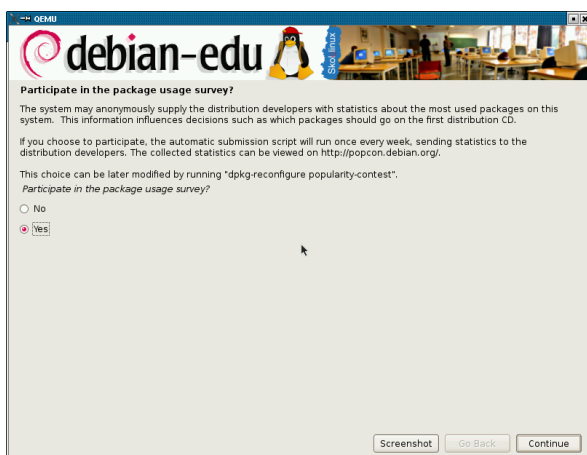 QEMU
debian-edu
Skolelinux
Participate in the package usage survey?
The system may anonymously supply the distribution developers with statistics about the most used packages on this
system.  This information influences decisions such as which packages should go on the first distribution CD.
If you choose to participate, the automatic submission script will run once every week, sending statistics to the
distribution developers. The collected statistics can be viewed on http://popcon.debian.org/.
This choice can be later modified by running "dpkg-reconfigure popularity-contest".
Participate in the package usage survey?
No
Yes
Screenshot
Go Back
Continue